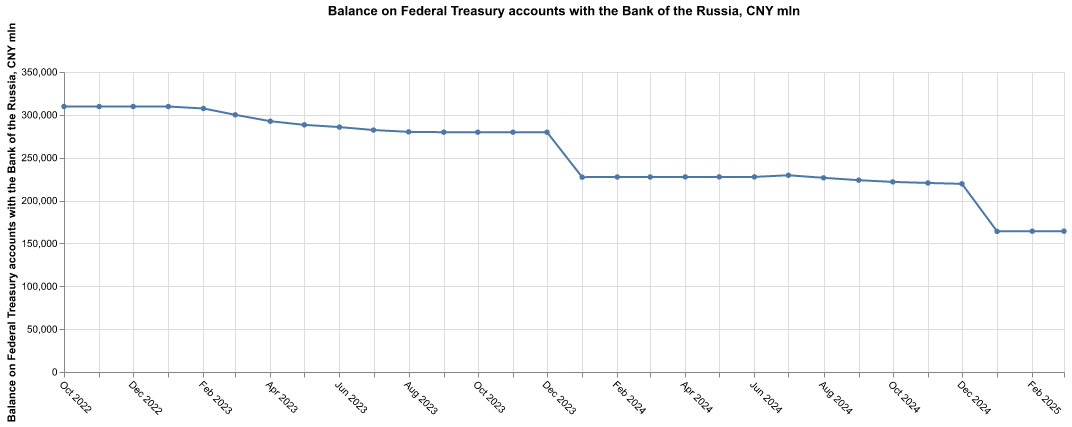 Balance on Federal Treasury accounts with the Bank of the Russia, CNY mln
Balance on Federal Treasury accounts with the Bank of the Russia, CNY mln
350,000
300,000
250,000
200,000
150,000
100,000
50,000
0
Oct 2022
Dec 2022
Feb 2023
Apr 2023
Jun 2023
Aug 2023
Oct 2023
Dec 2023
Feb 2024
Apr 2024
Jun 2024
Aug 2024
Oct 2024
Dec 2024
Feb 2025